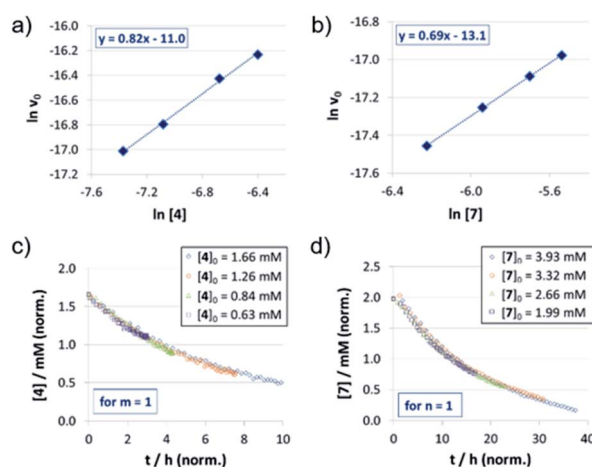 a)
y = 0.82x - 11.0
-16.0
-16.2
-16.4
-16.6
-16.8
-17.0
-17.2
ln v₀
-7.6
-7.2
-6.8
-6.4
ln [4]
b)
y = 0.69x - 13.1
-16.8
-17.0
-17.2
-17.4
-17.6
ln v₀
-6.4
-6.0
-5.6
ln [7]
c)
[4]₀ = 1.66 mM
[4]₀ = 1.26 mM
[4]₀ = 0.84 mM
[4]₀ = 0.63 mM
2.0
1.5
1.0
0.5
0.0
[4] / mM (norm.)
for m = 1
0
2
4
6
8
10
t / h (norm.)
d)
[7]₀ = 3.93 mM
[7]₀ = 3.32 mM
[7]₀ = 2.66 mM
[7]₀ = 1.99 mM
2.5
2.0
1.5
1.0
0.5
0.0
[7] / mM (norm.)
for n = 1
0
10
20
30
40
t / h (norm.)